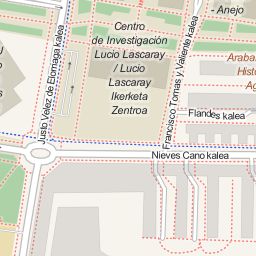 - Anejo
Centro
de Investigación
Lucio Lascaray
/ Lucio
Lascaray
Ikerketa
Zentroa
Justo Velez de Elorriaga kalea
Francisco Tomas y Valiente kalea
Araba
Histo
Ag
Flandes kalea
Nieves Cano kalea